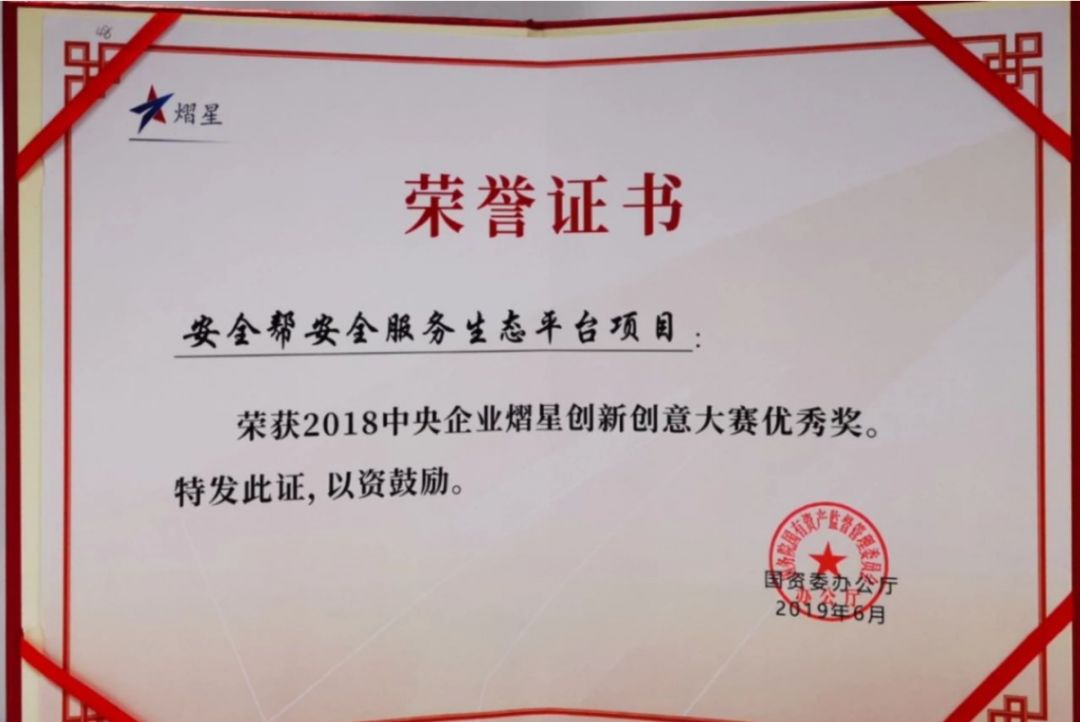 48
熠星
荣誉证书
安全帮安全服务生态平台项目：
荣获2018中央企业熠星创新创意大赛优秀奖。
特发此证，以资鼓励。
国务院国有资产监督管理委员会
办公厅
国资委办公厅
2019年6月